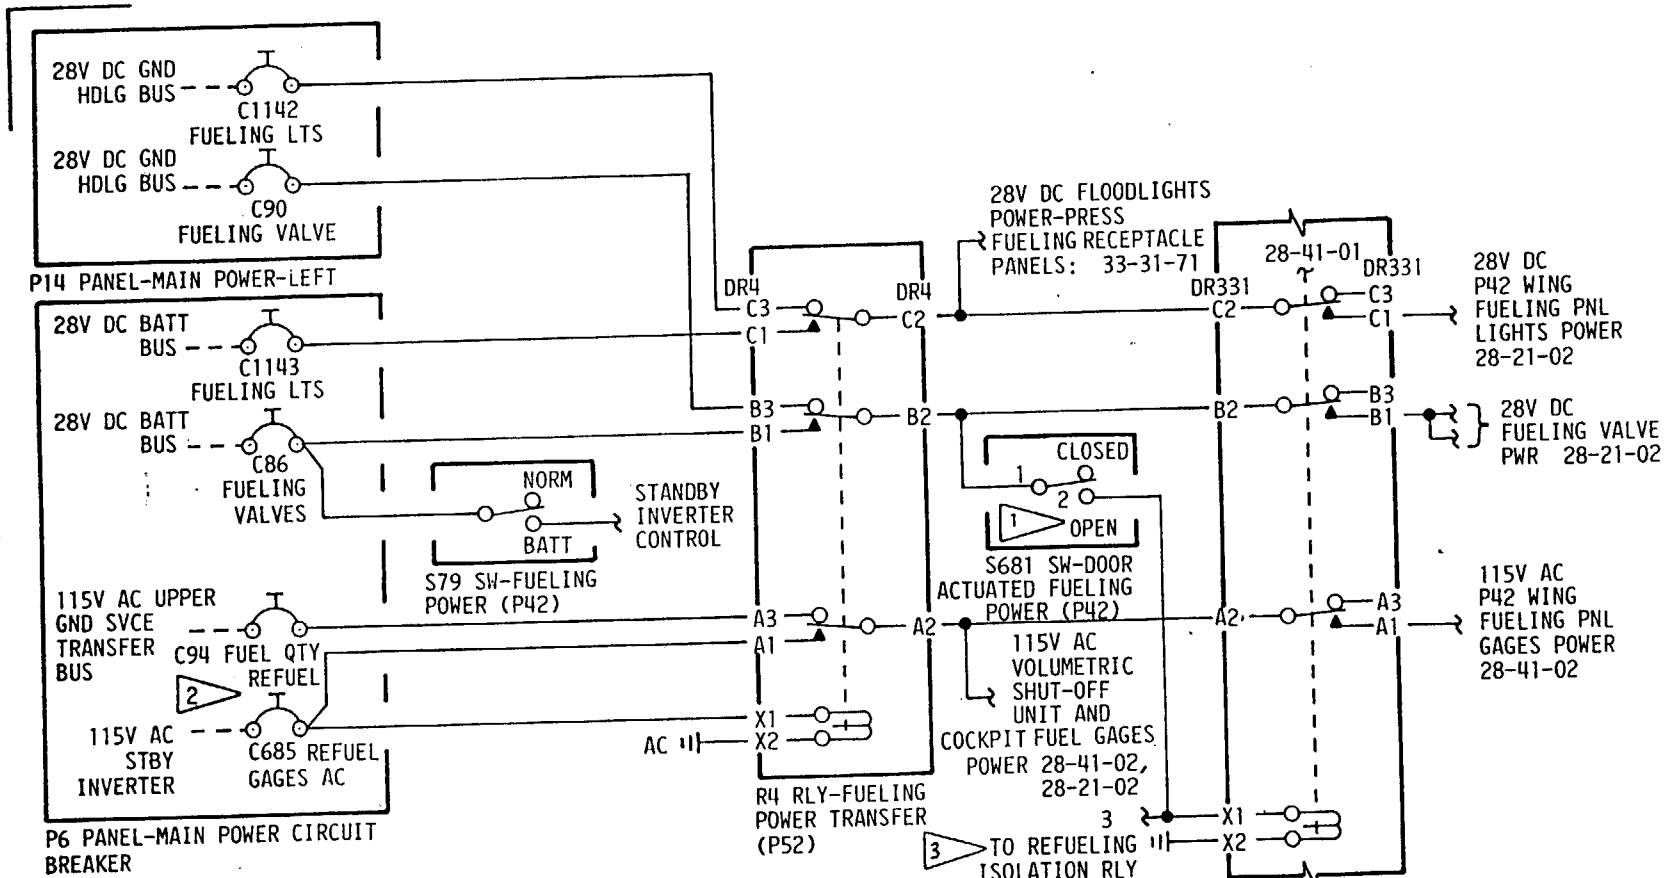 28V DC GND
HDLG BUS
C1142
FUELING LTS
28V DC GND
HDLG BUS
C90
FUELING VALVE
P14 PANEL-MAIN POWER-LEFT
28V DC BATT
BUS
C1143
FUELING LTS
28V DC BATT
BUS
C86
FUELING
VALVES
NORM
BATT
S79 SW-FUELING
POWER (P42)
STANDBY
INVERTER
CONTROL
115V AC UPPER
GND SVCE
TRANSFER
BUS
C94 FUEL QTY
REFUEL
2
115V AC
STBY
INVERTER
C685 REFUEL
GAGES AC
P6 PANEL-MAIN POWER CIRCUIT
BREAKER
DR4
C3
C1
B3
B1
A3
A1
X1
X2
AC
DR4
C2
B2
A2
R4 RLY-FUELING
POWER TRANSFER
(P52)
28V DC FLOODLIGHTS
POWER-PRESS
FUELING RECEPTACLE
PANELS: 33-31-71
CLOSED
1
2
1
OPEN
S681 SW-DOOR
ACTUATED FUELING
POWER (P42)
115V AC
VOLUMETRIC
SHUT-OFF
UNIT AND
COCKPIT FUEL GAGES
POWER 28-41-02,
28-21-02
3
3
TO REFUELING
ISOLATION RLY
28-41-01
DR331
C2
B2
A2
X1
X2
DR331
C3
C1
B3
B1
A3
A1
28V DC
P42 WING
FUELING PNL
LIGHTS POWER
28-21-02
28V DC
FUELING VALVE
PWR 28-21-02
115V AC
P42 WING
FUELING PNL
GAGES POWER
28-41-02